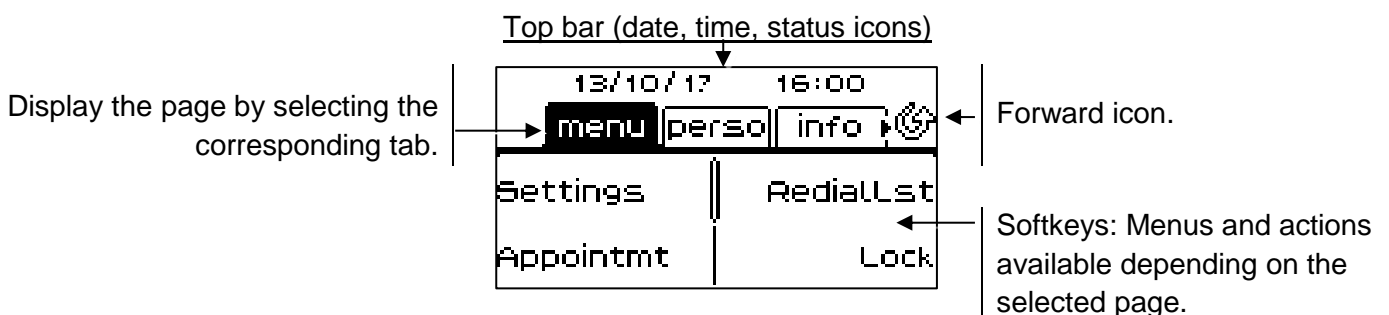 Top bar (date, time, status icons)
13/10/17 16:00
Display the page by selecting the
corresponding tab.
menu perso info
Forward icon.
Settings RedialLst
Appointmt Lock
Softkeys: Menus and actions
available depending on the
selected page.